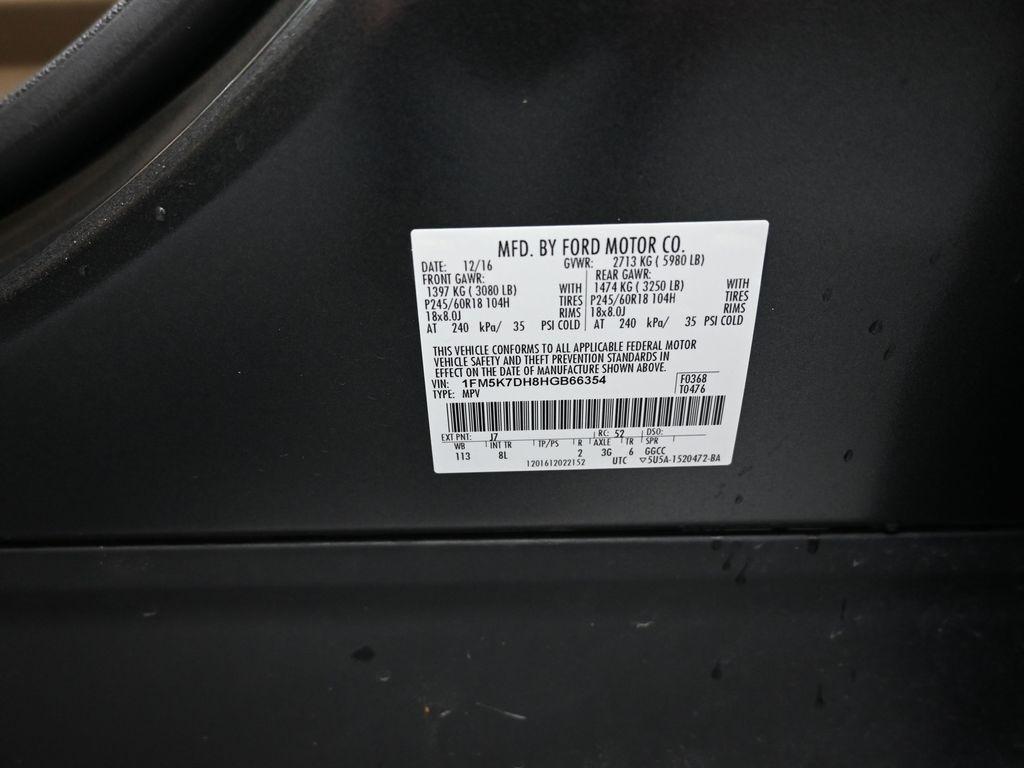 MFD. BY FORD MOTOR CO.
DATE: 12/16 GVWR: 2713 KG ( 5980 LB)
FRONT GAWR: REAR GAWR:
1397 KG ( 3080 LB) WITH 1474 KG ( 3250 LB) WITH
P245/60R18 104H TIRES P245/60R18 104H TIRES
18x8.0J RIMS 18x8.0J RIMS
AT 240 kPa/ 35 PSI COLD AT 240 kPa/ 35 PSI COLD
THIS VEHICLE CONFORMS TO ALL APPLICABLE FEDERAL MOTOR
VEHICLE SAFETY AND THEFT PREVENTION STANDARDS IN
EFFECT ON THE DATE OF MANUFACTURE SHOWN ABOVE.
VIN: 1FM5K7DH8HGB66354 F0368
TYPE: MPV T0476
EXT PNT: J7 RC: 52 DSO:
WB INT TR TP/PS R AXLE TR SPR
113 8L 2 3G 6 GGCC
1201612022152 UTC ▽5U5A-1520472-BA